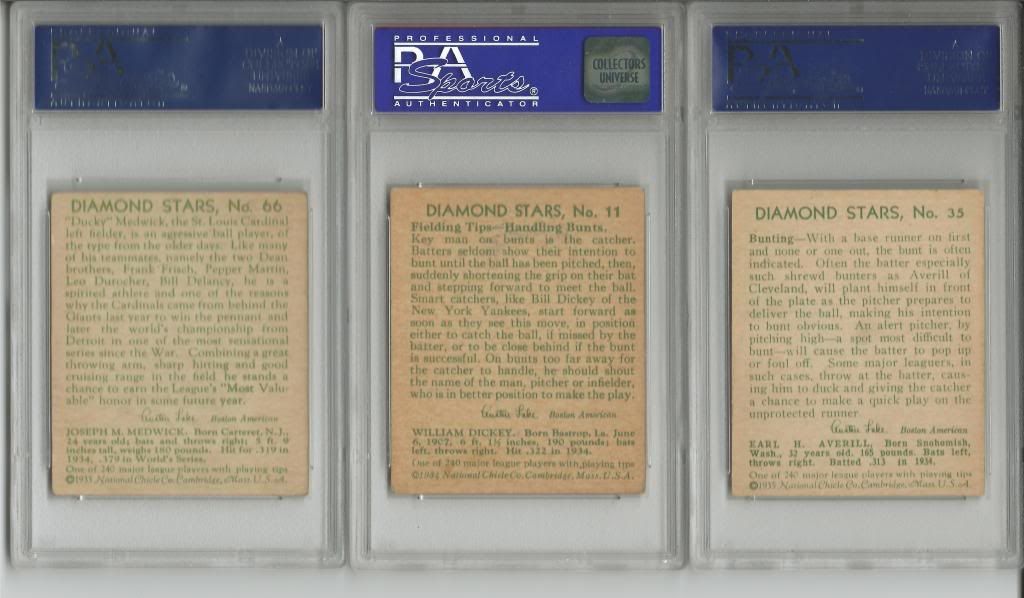 PROFESSIONAL
PSA
Sports®
AUTHENTICATOR
COLLECTORS
UNIVERSE
DIAMOND STARS, No. 66
"Ducky" Medwick, the St. Louis Cardinal
left fielder, is an agressive ball player, of
the type from the older days. Like many
of his teammates, namely the two Dean
brothers, Frank Frisch, Pepper Martin,
Leo Durocher, Bill Delancy, he is a
spirited athlete and one of the reasons
why the Cardinals came from behind the
Giants last year to win the pennant and
later the world's championship from
Detroit in one of the most sensational
series since the War. Combining a great
throwing arm, sharp hitting and good
cruising range in the field he stands a
chance to earn the League's "Most Valu-
able" honor in some future year.
Austin Lake Boston American
JOSEPH M. MEDWICK. Born Carteret, N.J.,
24 years old; bats and throws right; 5 ft. 9
inches tall, weighs 180 pounds. Hit for .319 in
1934, .379 in World's Series.
One of 240 major league players with playing tips
©1935 National Chicle Co. Cambridge, Mass. U.S.A.
DIAMOND STARS, No. 11
Fielding Tips—Handling Bunts.
Key man on bunts is the catcher.
Batters seldom show their intention to
bunt until the ball has been pitched, then,
suddenly shortening the grip on their bat
and stepping forward to meet the ball.
Smart catchers, like Bill Dickey of the
New York Yankees, start forward as
soon as they see this move, in position
either to catch the ball, if missed by the
batter, or to be close behind if the bunt
is successful. On bunts too far away for
the catcher to handle, he should shout
the name of the man, pitcher or infielder,
who is in better position to make the play.
Austin Lake Boston American
WILLIAM DICKEY. Born Bastrop, La. June
6, 1907, 6 ft. 1½ inches, 190 pounds; bats
left, throws right. Hit .322 in 1934.
One of 240 major league players with playing tips
©1934 National Chicle Co. Cambridge, Mass. U.S.A.
DIAMOND STARS, No. 35
Bunting—With a base runner on first
and none or one out, the bunt is often
indicated. Often the batter especially
such shrewd bunters as Averill of
Cleveland, will plant himself in front
of the plate as the pitcher prepares to
deliver the ball, making his intention
to bunt obvious. An alert pitcher, by
pitching high—a spot most difficult to
bunt—will cause the batter to pop up
or foul off. Some major leaguers, in
such cases, throw at the batter, caus-
ing him to duck and giving the catcher
a chance to make a quick play on the
unprotected runner.
Austin Lake Boston American
EARL H. AVERILL, Born Snohomish,
Wash., 32 years old. 165 pounds. Bats left,
throws right. Batted .313 in 1934.
One of 240 major league players with playing tips
©1935 National Chicle Co. Cambridge, Mass. U.S.A.